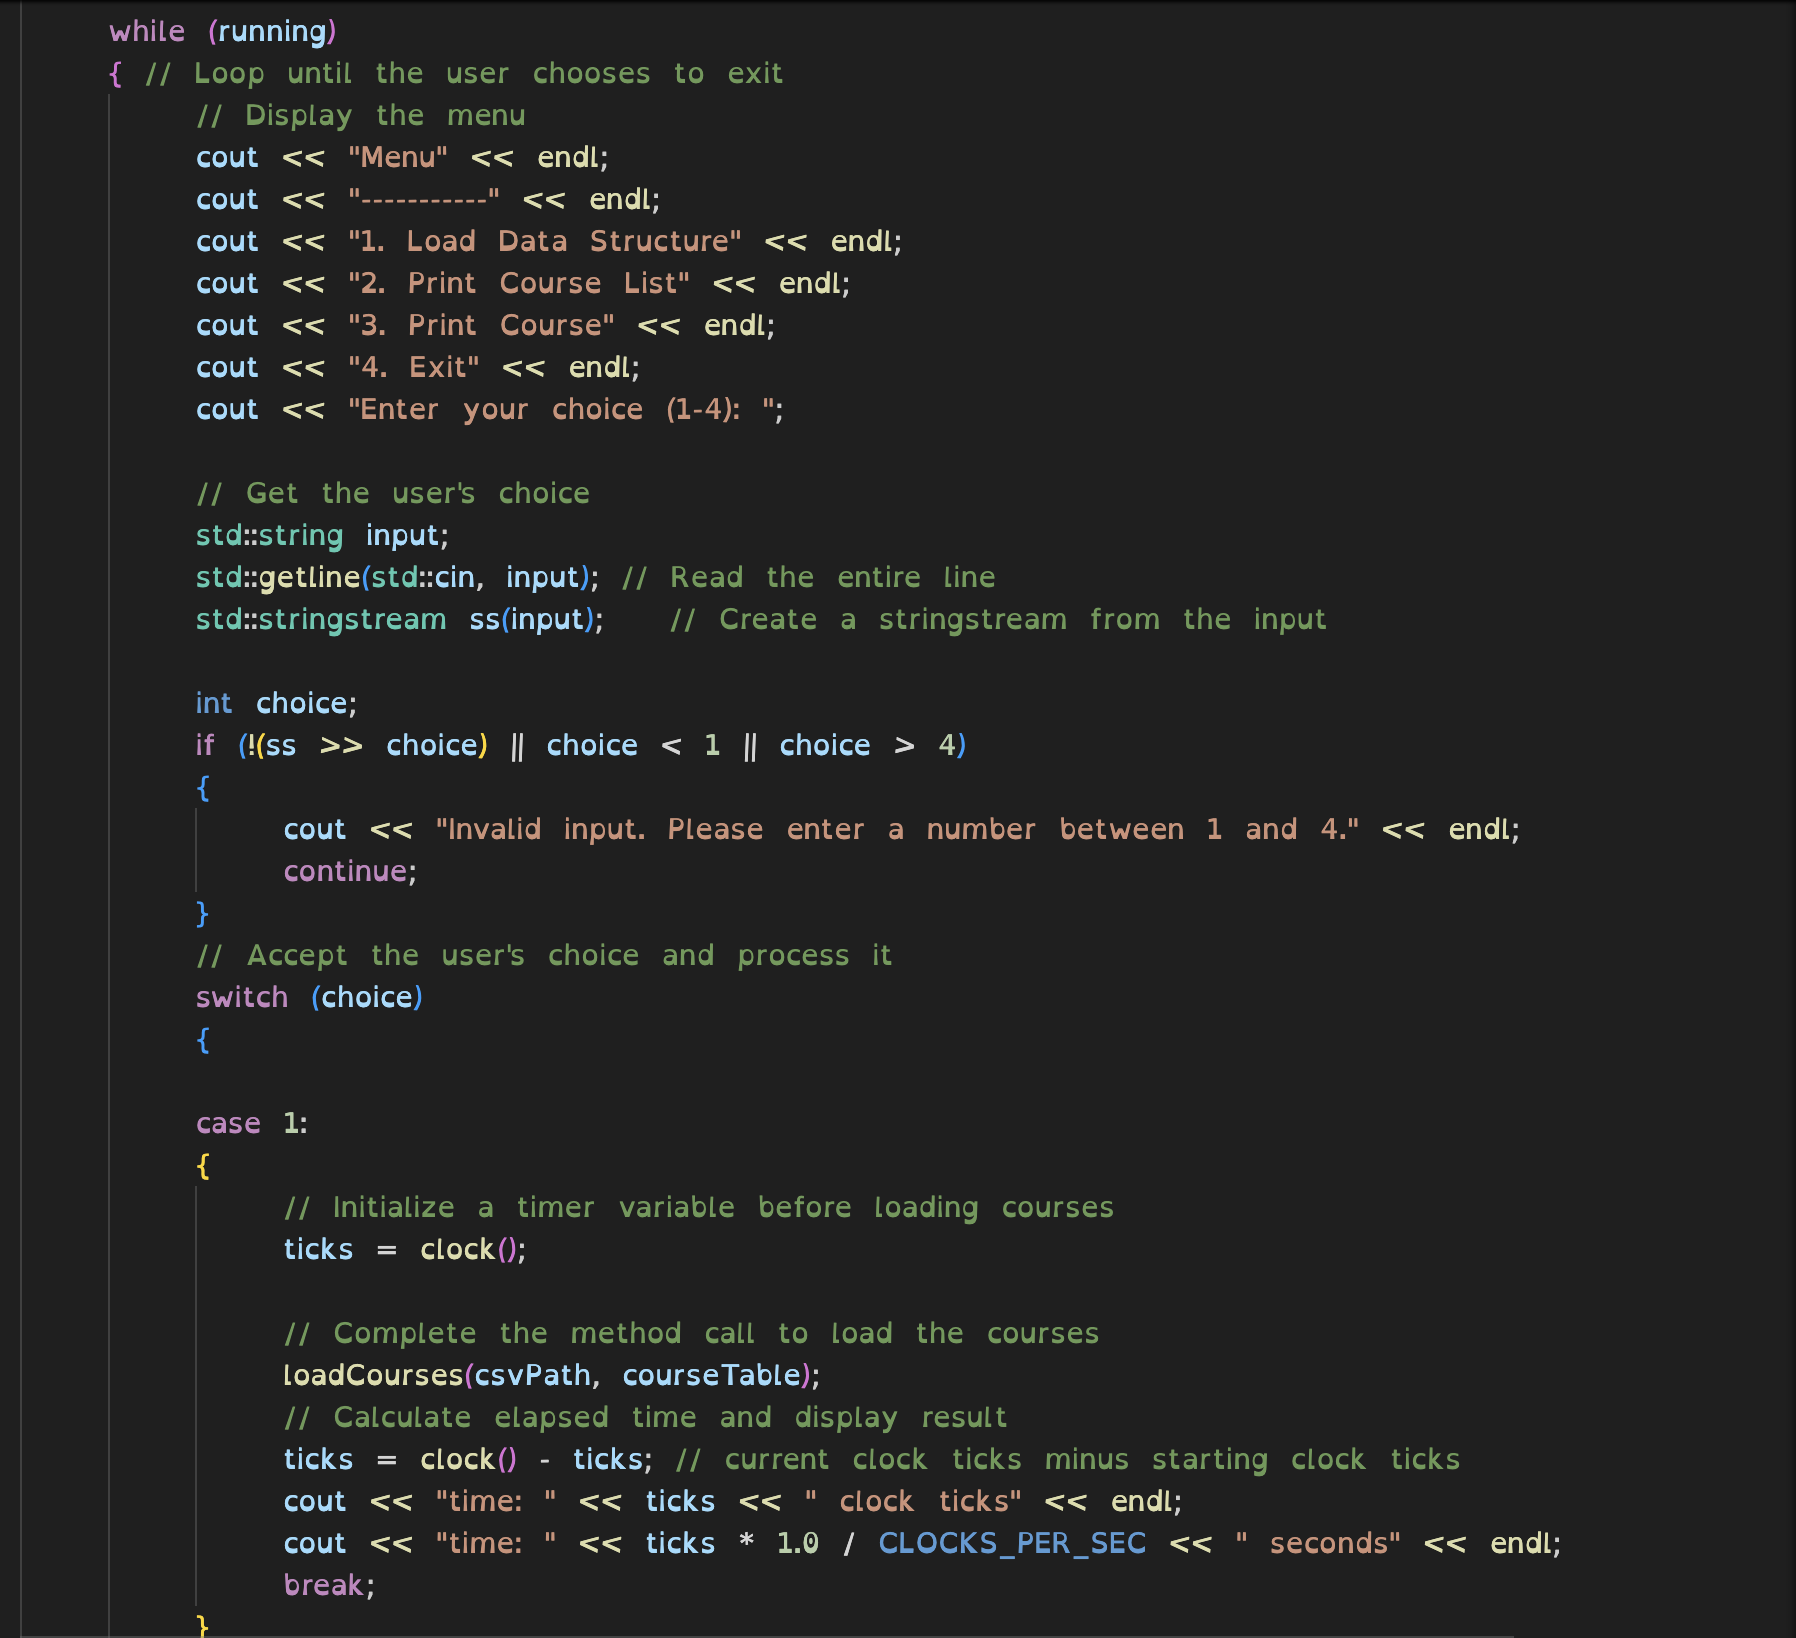 while (running)
{ // Loop until the user chooses to exit
// Display the menu
cout << "Menu" << endl;
cout << "-----------" << endl;
cout << "1. Load Data Structure" << endl;
cout << "2. Print Course List" << endl;
cout << "3. Print Course" << endl;
cout << "4. Exit" << endl;
cout << "Enter your choice (1-4): ";
// Get the user's choice
std::string input;
std::getline(std::cin, input); // Read the entire line
std::stringstream ss(input); // Create a stringstream from the input
int choice;
if (!(ss >> choice) || choice < 1 || choice > 4)
{
cout << "Invalid input. Please enter a number between 1 and 4." << endl;
continue;
}
// Accept the user's choice and process it
switch (choice)
{
case 1:
{
// Initialize a timer variable before loading courses
ticks = clock();
// Complete the method call to load the courses
loadCourses(csvPath, courseTable);
// Calculate elapsed time and display result
ticks = clock() - ticks; // current clock ticks minus starting clock ticks
cout << "time: " << ticks << " clock ticks" << endl;
cout << "time: " << ticks * 1.0 / CLOCKS_PER_SEC << " seconds" << endl;
break;
}